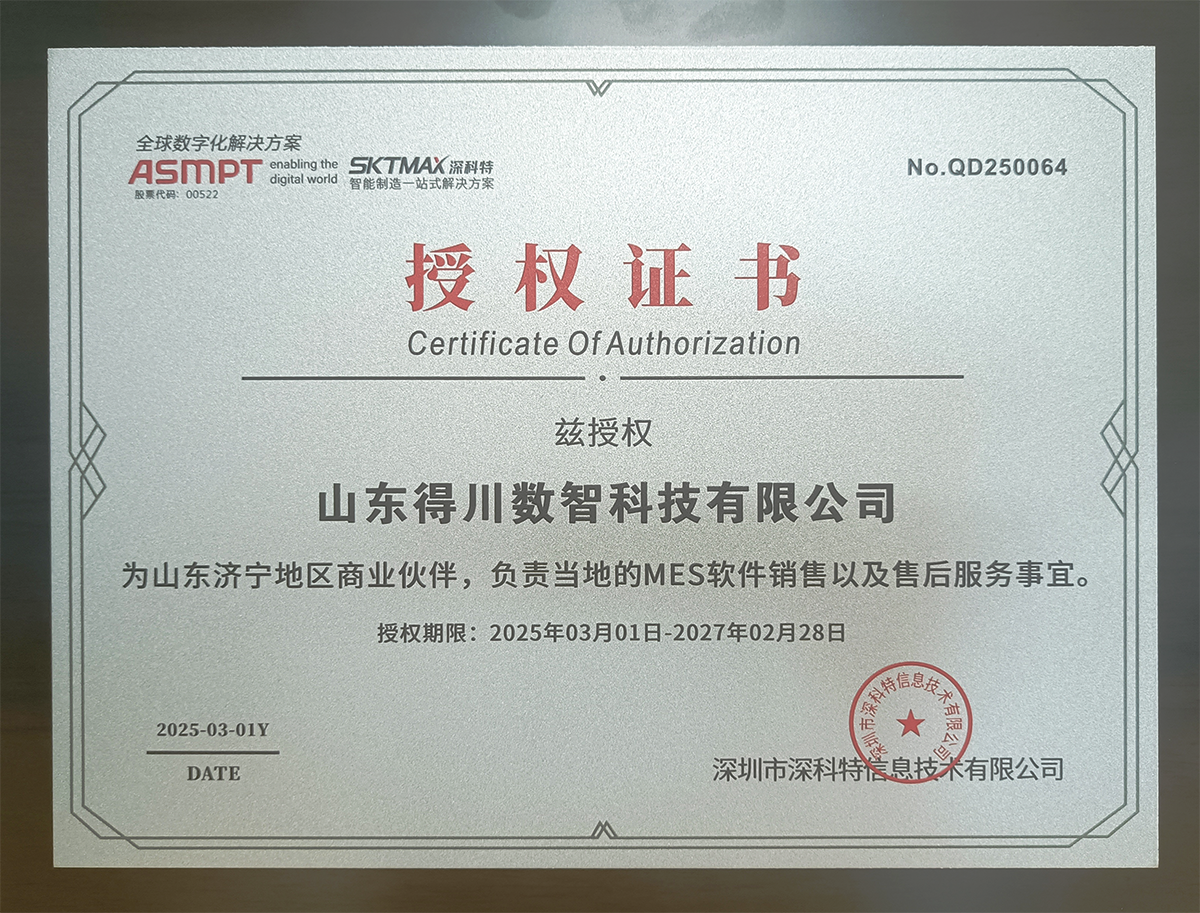 全球数字化解决方案
ASMPT enabling the digital world
股票代码：00522
SKTMAX 深科特
智能制造一站式解决方案
No.QD250064
授权证书
Certificate Of Authorization
兹授权
山东得川数智科技有限公司
为山东济宁地区商业伙伴，负责当地的MES软件销售以及售后服务事宜。
授权期限：2025年03月01日-2027年02月28日
2025-03-01Y
DATE
深圳市深科特信息技术有限公司
深圳市深科特信息技术有限公司